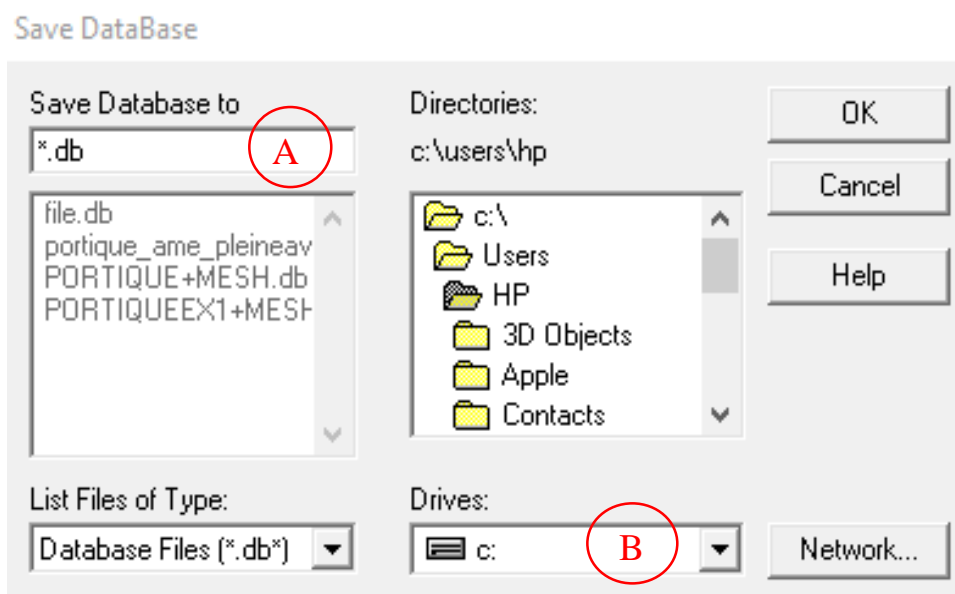 Save DataBase
Save Database to
*.db
A
file.db
portique_ame_pleineav
PORTIQUE+MESH.db
PORTIQUEEX1+MESH
List Files of Type:
Database Files (*.db*)
Directories:
c:\users\hp
c:\
Users
HP
3D Objects
Apple
Contacts
Drives:
c:
B
OK
Cancel
Help
Network...